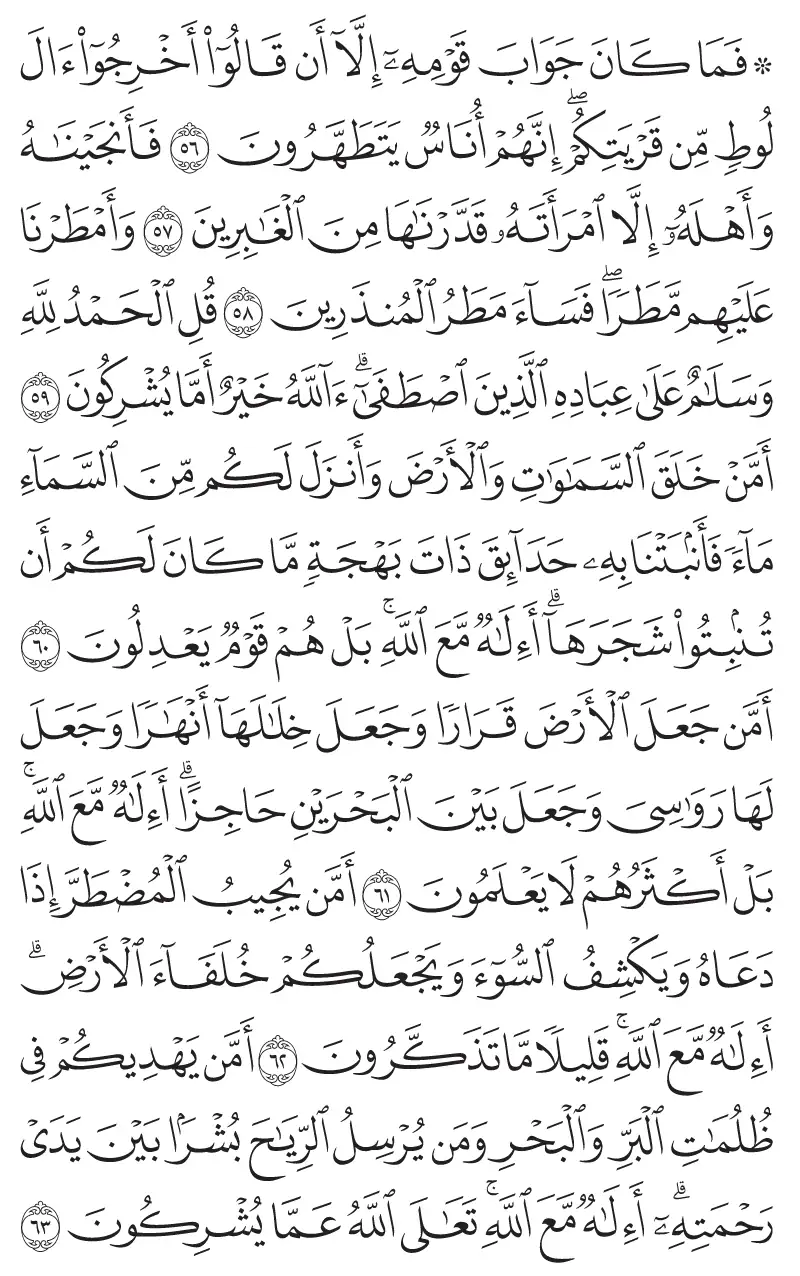 ۞ فَمَا كَانَ جَوَابَ قَوْمِهِۦٓ إِلَّآ أَن قَالُوٓا۟ أَخْرِجُوٓا۟ ءَالَ
لُوطٍ مِّن قَرْيَتِكُمْ ۖ إِنَّهُمْ أُنَاسٌ يَتَطَهَّرُونَ ٥٦ فَأَنجَيْنَـٰهُ
وَأَهْلَهُۥٓ إِلَّا ٱمْرَأَتَهُۥ قَدَّرْنَـٰهَا مِنَ ٱلْغَـٰبِرِينَ ٥٧ وَأَمْطَرْنَا
عَلَيْهِم مَّطَرًا ۖ فَسَآءَ مَطَرُ ٱلْمُنذَرِينَ ٥٨ قُلِ ٱلْحَمْدُ لِلَّهِ
وَسَلَـٰمٌ عَلَىٰ عِبَادِهِ ٱلَّذِينَ ٱصْطَفَىٰٓ ۗ ءَآللَّهُ خَيْرٌ أَمَّا يُشْرِكُونَ ٥٩
أَمَّنْ خَلَقَ ٱلسَّمَـٰوَٰتِ وَٱلْأَرْضَ وَأَنزَلَ لَكُم مِّنَ ٱلسَّمَآءِ
مَآءً فَأَنۢبَتْنَا بِهِۦ حَدَآئِقَ ذَاتَ بَهْجَةٍ مَّا كَانَ لَكُمْ أَن
تُنۢبِتُوا۟ شَجَرَهَآ ۗ أَءِلَـٰهٌ مَّعَ ٱللَّهِ ۚ بَلْ هُمْ قَوْمٌ يَعْدِلُونَ ٦٠
أَمَّن جَعَلَ ٱلْأَرْضَ قَرَارًا وَجَعَلَ خِلَـٰلَهَآ أَنْهَـٰرًا وَجَعَلَ
لَهَا رَوَٰسِىَ وَجَعَلَ بَيْنَ ٱلْبَحْرَيْنِ حَاجِزًا ۗ أَءِلَـٰهٌ مَّعَ ٱللَّهِ ۚ
بَلْ أَكْثَرُهُمْ لَا يَعْلَمُونَ ٦١ أَمَّن يُجِيبُ ٱلْمُضْطَرَّ إِذَا
دَعَاهُ وَيَكْشِفُ ٱلسُّوٓءَ وَيَجْعَلُكُمْ خُلَفَآءَ ٱلْأَرْضِ ۗ
أَءِلَـٰهٌ مَّعَ ٱللَّهِ ۚ قَلِيلًا مَّا تَذَكَّرُونَ ٦٢ أَمَّن يَهْدِيكُمْ فِى
ظُلُمَـٰتِ ٱلْبَرِّ وَٱلْبَحْرِ وَمَن يُرْسِلُ ٱلرِّيَـٰحَ بُشْرًۢا بَيْنَ يَدَىْ
رَحْمَتِهِۦٓ ۗ أَءِلَـٰهٌ مَّعَ ٱللَّهِ ۚ تَعَـٰلَى ٱللَّهُ عَمَّا يُشْرِكُونَ ٦٣